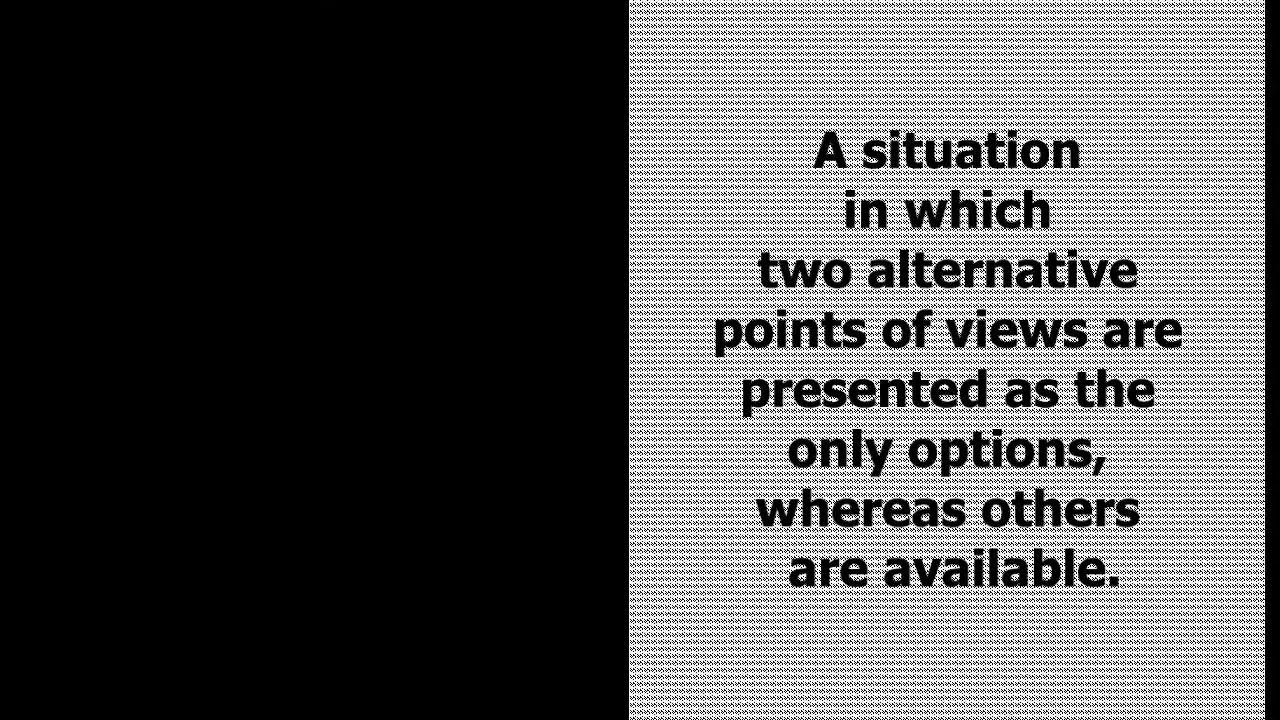 A situation
in which
two alternative
points of views are
presented as the
only options,
whereas others
are available.